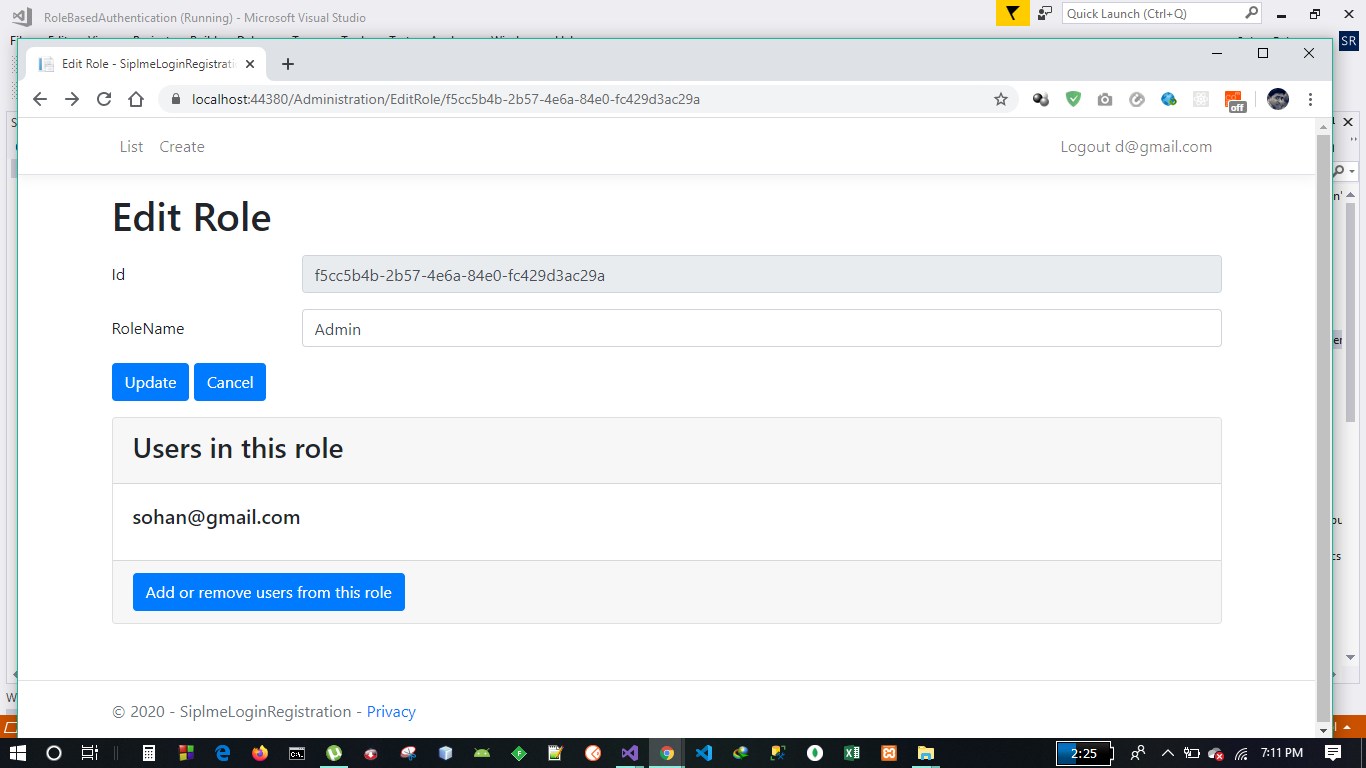 RoleBasedAuthentication (Running) - Microsoft Visual Studio
Quick Launch (Ctrl+Q)
SR
Edit Role - SiplmeLoginRegistratio
localhost:44380/Administration/EditRole/f5cc5b4b-2b57-4e6a-84e0-fc429d3ac29a
off
List Create Logout d@gmail.com
Edit Role
Id f5cc5b4b-2b57-4e6a-84e0-fc429d3ac29a
RoleName Admin
Update Cancel
Users in this role
sohan@gmail.com
Add or remove users from this role
© 2020 - SiplmeLoginRegistration - Privacy
2:25 7:11 PM